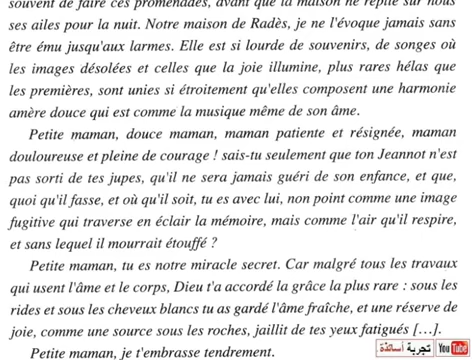 souvent de faire ces promenades, avant que la maison ne replie sur nous
ses ailes pour la nuit. Notre maison de Radès, je ne l'évoque jamais sans
être ému jusqu'aux larmes. Elle est si lourde de souvenirs, de songes où
les images désolées et celles que la joie illumine, plus rares hélas que
les premières, sont unies si étroitement qu'elles composent une harmonie
amère douce qui est comme la musique même de son âme.
Petite maman, douce maman, maman patiente et résignée, maman
douloureuse et pleine de courage ! sais-tu seulement que ton Jeannot n'est
pas sorti de tes jupes, qu'il ne sera jamais guéri de son enfance, et que,
quoi qu'il fasse, et où qu'il soit, tu es avec lui, non point comme une image
fugitive qui traverse en éclair la mémoire, mais comme l'air qu'il respire,
et sans lequel il mourrait étouffé ?
Petite maman, tu es notre miracle secret. Car malgré tous les travaux
qui usent l'âme et le corps, Dieu t'a accordé la grâce la plus rare : sous les
rides et sous les cheveux blancs tu as gardé l'âme fraîche, et une réserve de
joie, comme une source sous les roches, jaillit de tes yeux fatigués […].
Petite maman, je t'embrasse tendrement.
تجربة أساتذة YouTube